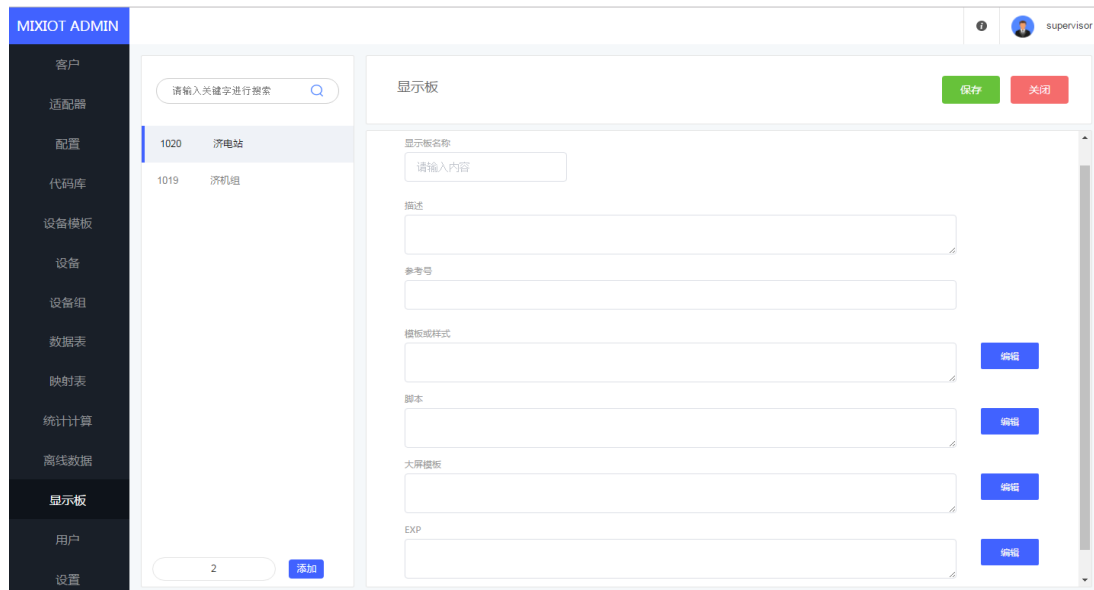 MIXIOT ADMIN
supervisor
客户
适配器
配置
代码库
设备模板
设备
设备组
数据表
映射表
统计计算
离线数据
显示板
用户
设置
请输入关键字进行搜索
1020 济电站
1019 济机组
2 添加
显示板
保存 关闭
显示板名称
请输入内容
描述
参考号
模板或样式
编辑
脚本
编辑
大屏模板
编辑
EXP
编辑